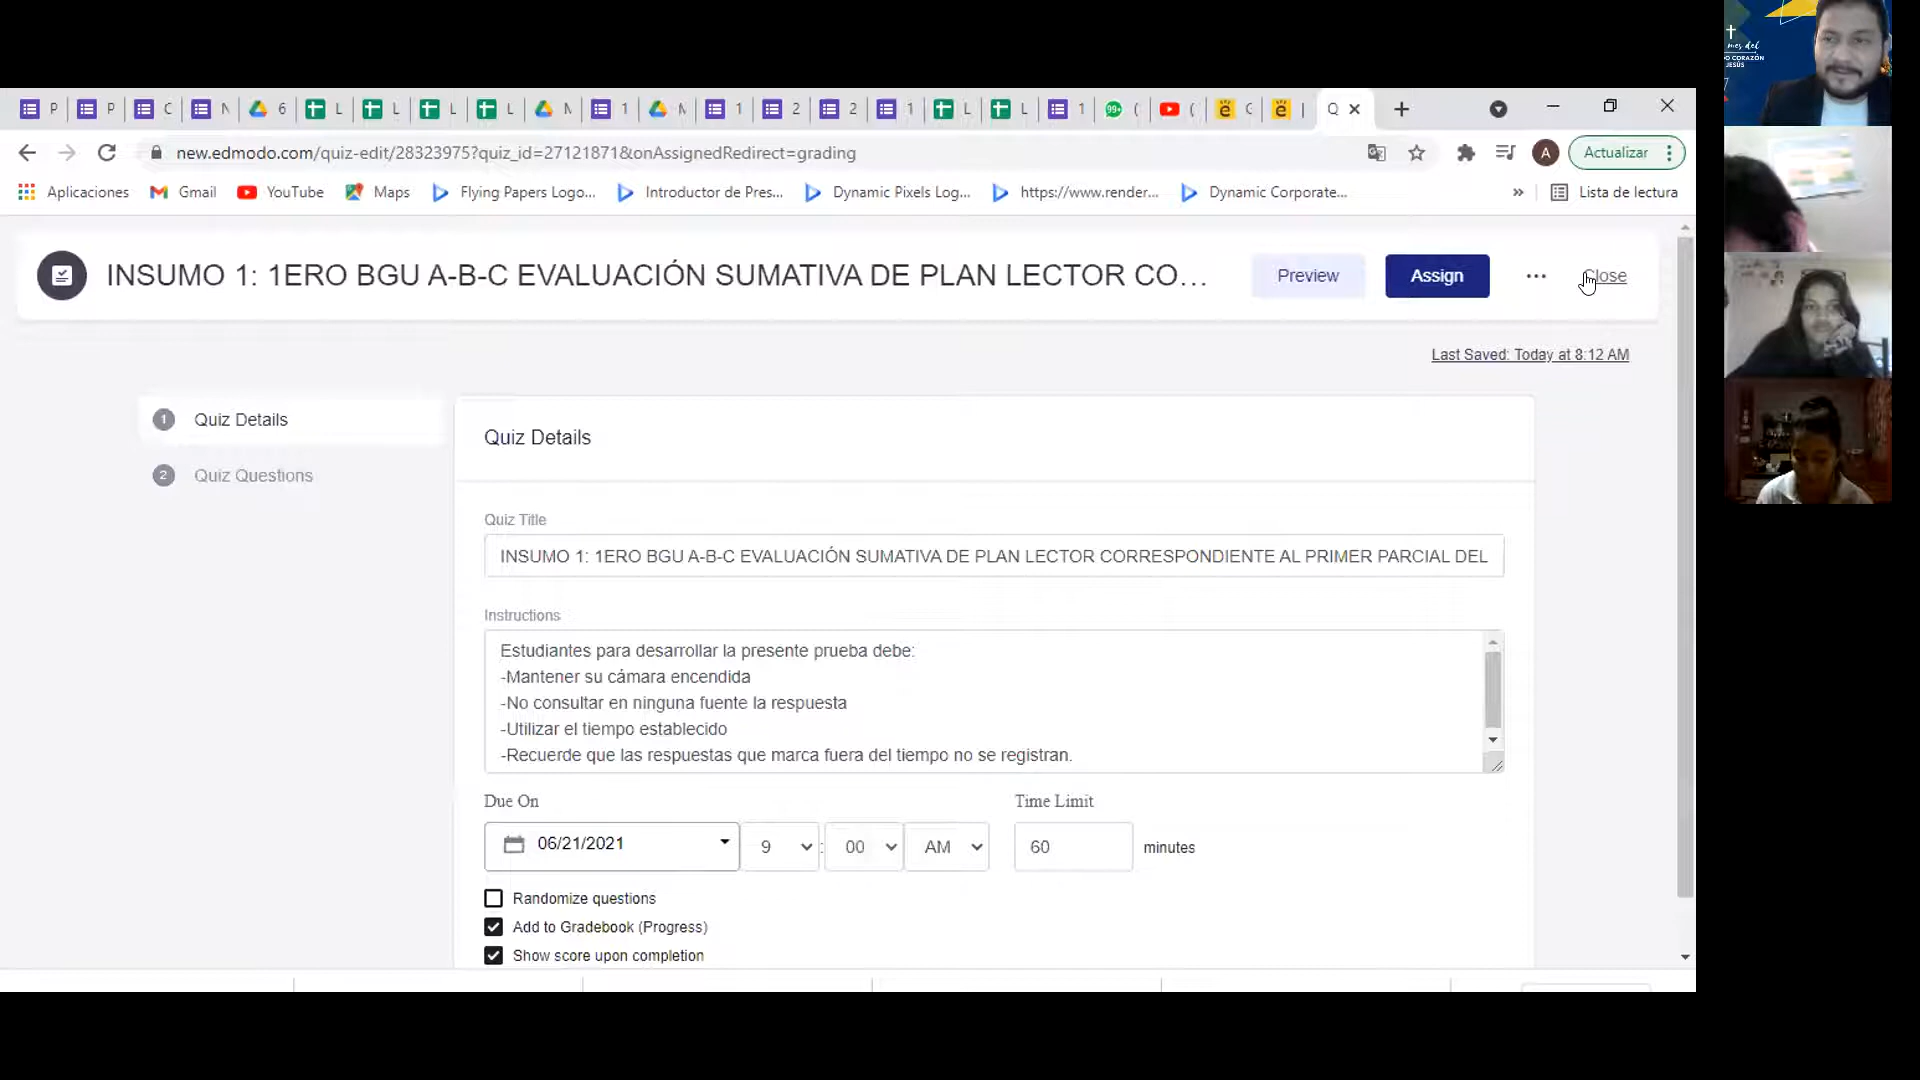 new.edmodo.com/quiz-edit/28323975?quiz_id=27121871&onAssignedRedirect=grading
A
Actualizar
Aplicaciones
Gmail
YouTube
Maps
Flying Papers Logo...
Introductor de Pres...
Dynamic Pixels Log...
https://www.render...
Dynamic Corporate...
»
Lista de lectura
INSUMO 1: 1ERO BGU A-B-C EVALUACIÓN SUMATIVA DE PLAN LECTOR CO...
Preview
Assign
Close
Last Saved: Today at 8:12 AM
1 Quiz Details
2 Quiz Questions
Quiz Details
Quiz Title
INSUMO 1: 1ERO BGU A-B-C EVALUACIÓN SUMATIVA DE PLAN LECTOR CORRESPONDIENTE AL PRIMER PARCIAL DEL
Instructions
Estudiantes para desarrollar la presente prueba debe:
-Mantener su cámara encendida
-No consultar en ninguna fuente la respuesta
-Utilizar el tiempo establecido
-Recuerde que las respuestas que marca fuera del tiempo no se registran.
Due On
Time Limit
06/21/2021
9 : 00 AM
60 minutes
Randomize questions
Add to Gradebook (Progress)
Show score upon completion
mes del
CORAZÓN
JESÚS